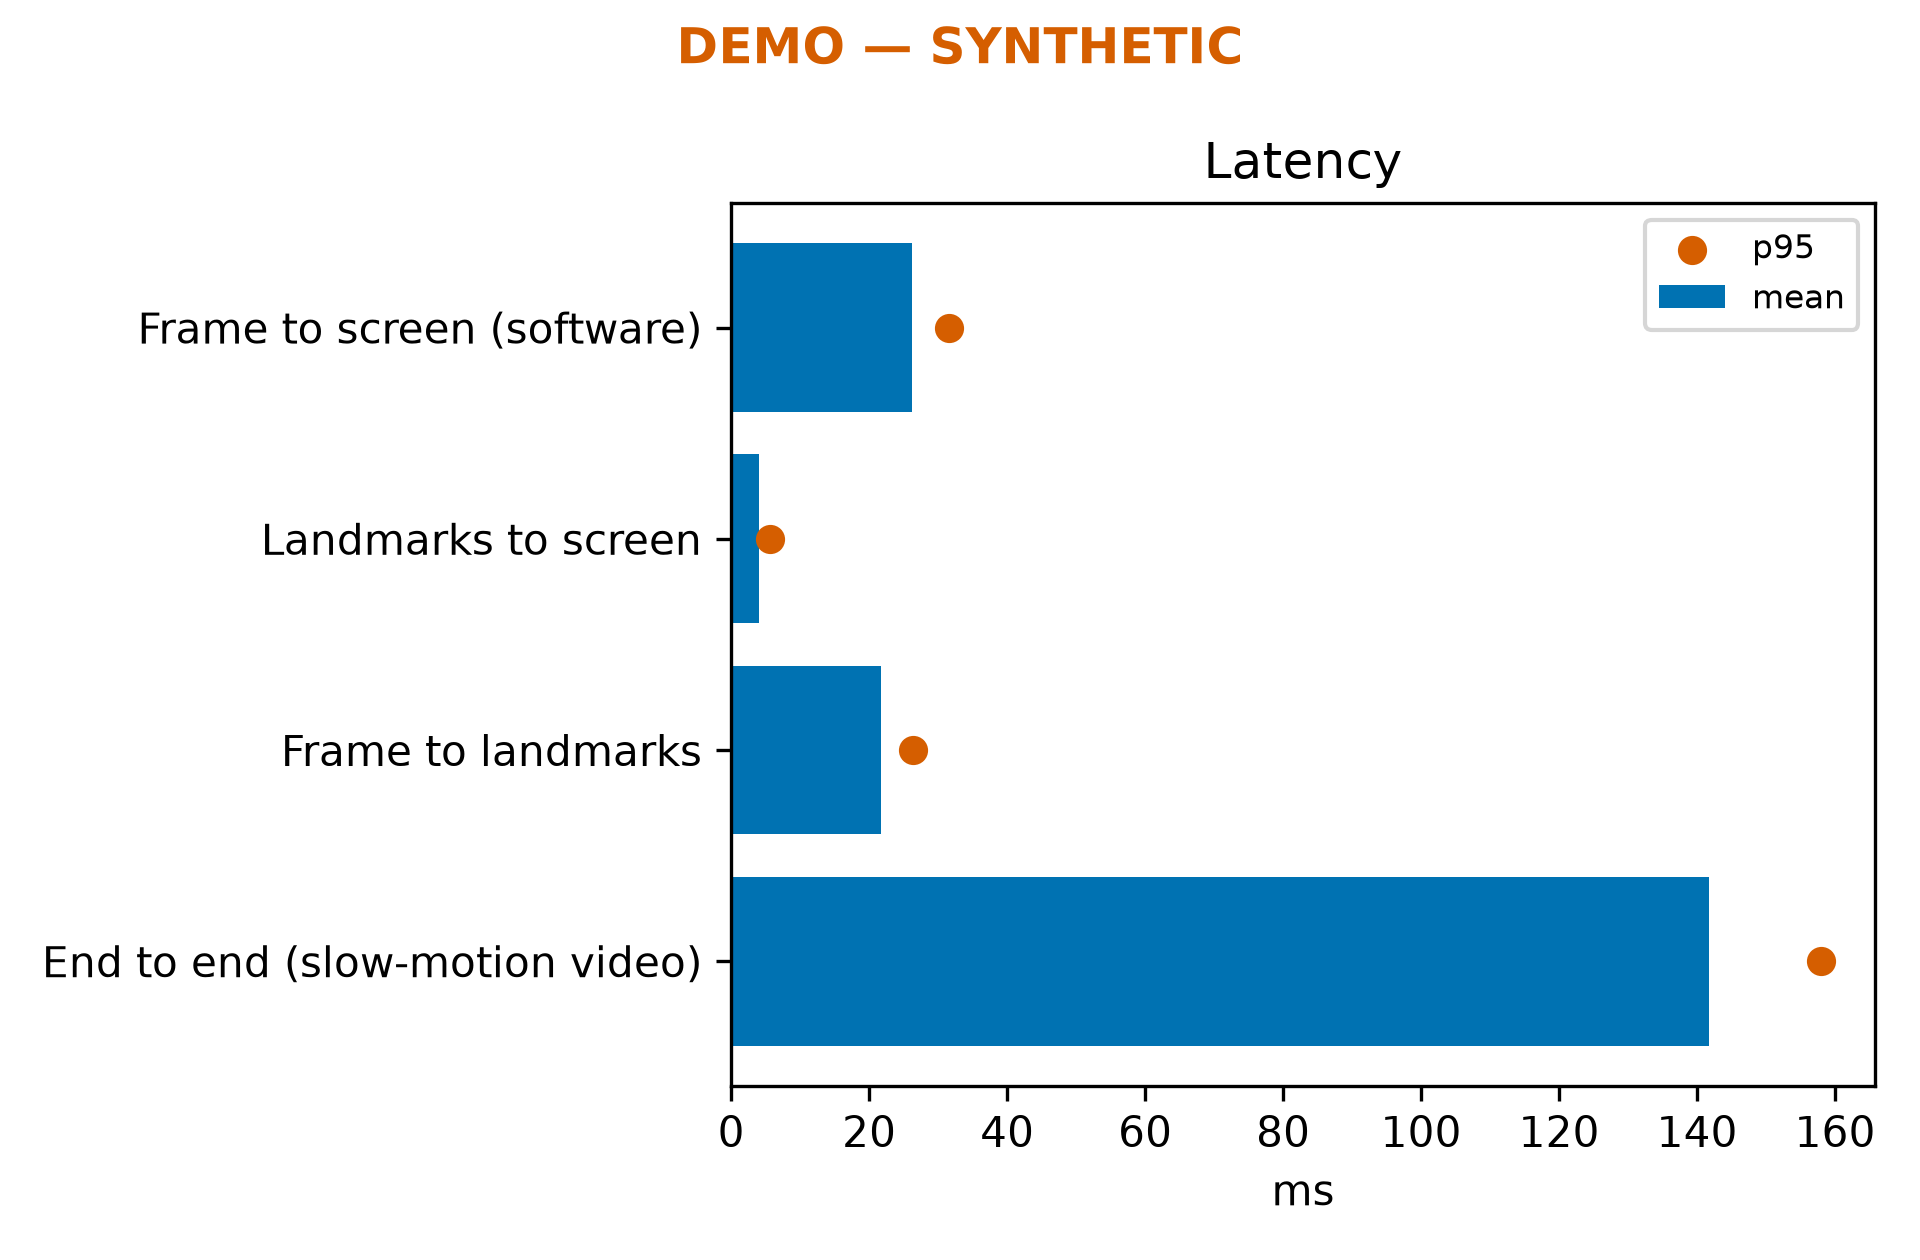 DEMO — SYNTHETIC
Latency
p95
mean
Frame to screen (software)
Landmarks to screen
Frame to landmarks
End to end (slow-motion video)
0 20 40 60 80 100 120 140 160
ms